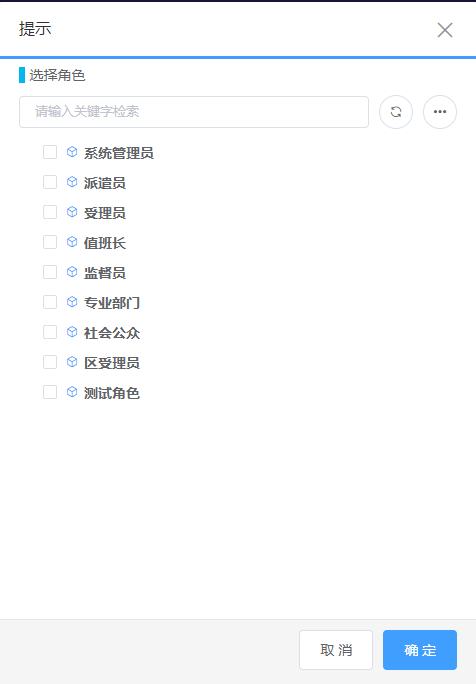 提示
选择角色
请输入关键字检索
系统管理员
派遣员
受理员
值班长
监督员
专业部门
社会公众
区受理员
测试角色
取消 确定